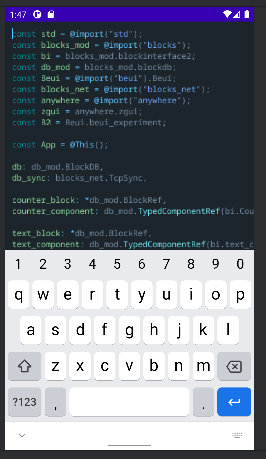 1:47
const std = @import("std");
const blocks_mod = @import("blocks");
const bi = blocks_mod.blockinterface2;
const db_mod = blocks_mod.blockdb;
const Beui = @import("beui").Beui;
const blocks_net = @import("blocks_net");
const anywhere = @import("anywhere");
const zgui = anywhere.zgui;
const B2 = Beui.beui_experiment;
const App = @This();
db: db_mod.BlockDB,
db_sync: blocks_net.TcpSync,
counter_block: *db_mod.BlockRef,
counter_component: db_mod.TypedComponentRef(bi.Cou
text_block: *db_mod.BlockRef,
text_component: db_mod.TypedComponentRef(bi.text_c
1 2 3 4 5 6 7 8 9 0
q w e r t y u i o p
a s d f g h j k l
z x c v b n m
?123 , .